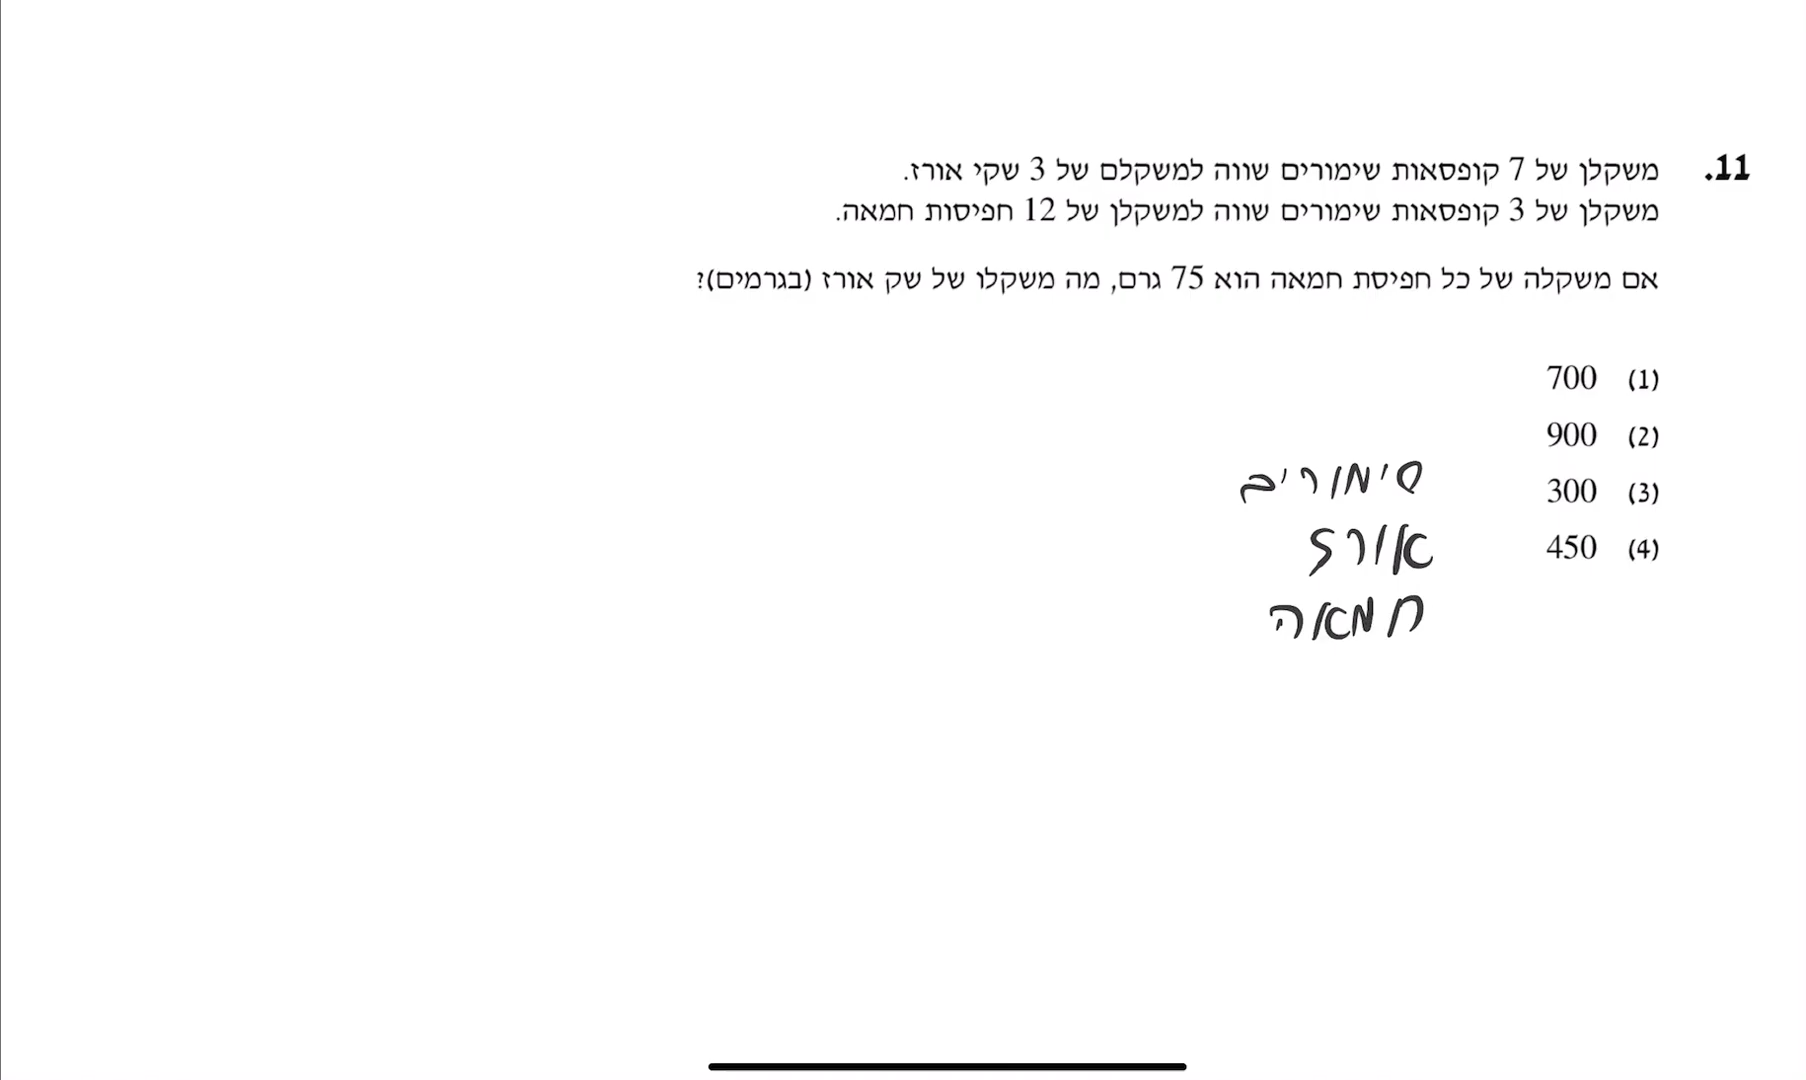 11. משקלן של 7 קופסאות שימורים שווה למשקלם של 3 שקי אורז.
משקלן של 3 קופסאות שימורים שווה למשקלן של 12 חפיסות חמאה.
אם משקלה של כל חפיסת חמאה הוא 75 גרם, מה משקלו של שק אורז (בגרמים)?
(1) 700
(2) 900
(3) 300
(4) 450
שימורים
אורז
חמאה